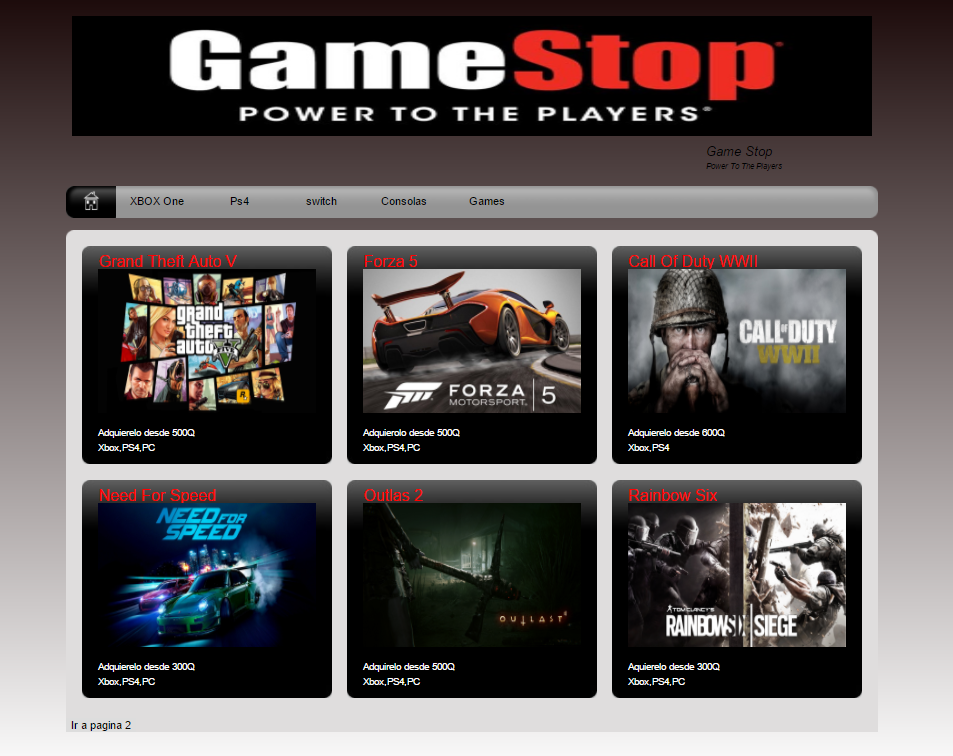 GameStop
POWER TO THE PLAYERS
Game Stop
Power To The Players
XBOX One Ps4 switch Consolas Games
Grand Theft Auto V
grand
theft
auto
V
R
Adquierelo desde 500Q
Xbox,PS4,PC
Forza 5
FORZA
MOTORSPORT. 5
Adquierolo desde 500Q
Xbox,PS4,PC
Call Of Duty WWII
CALL OF DUTY
WWII
Adquierelo desde 600Q
Xbox,PS4
Need For Speed
NEED FOR
SPEED
Adquierelo desde 300Q
Xbox,PS4,PC
Outlas 2
OUTLAST
Adquirelo desde 500Q
Xbox,PS4,PC
Rainbow Six
TOM CLANCY'S
RAINBOW SIX SIEGE
Aquierelo desde 300Q
Xbox,PS4,PC
Ir a pagina 2